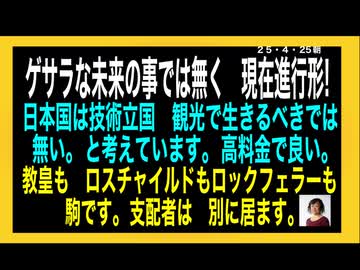 25・4・25朝
ゲサラな未来の事では無く 現在進行形!
日本国は技術立国 観光で生きるべきでは
無い。と考えています。高料金で良い。
教皇も ロスチャイルドもロックフェラーも
駒です。支配者は 別に居ます。